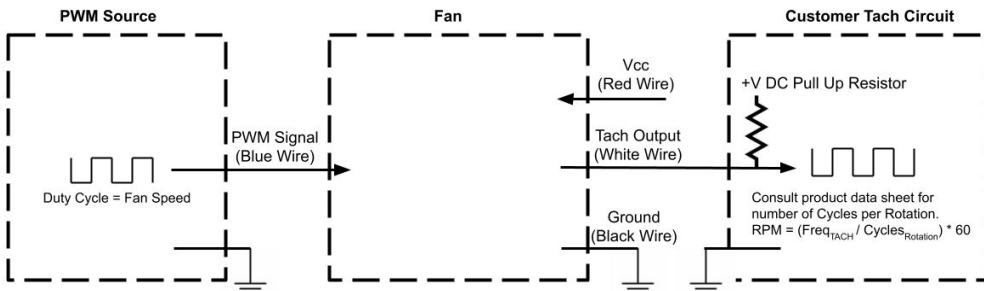 PWM Source
Fan
Customer Tach Circuit
Vcc
(Red Wire)
+V DC Pull Up Resistor
PWM Signal
(Blue Wire)
Tach Output
(White Wire)
Duty Cycle = Fan Speed
Consult product data sheet for
number of Cycles per Rotation.
RPM = (Freq_TACH / Cycles_Rotation) * 60
Ground
(Black Wire)